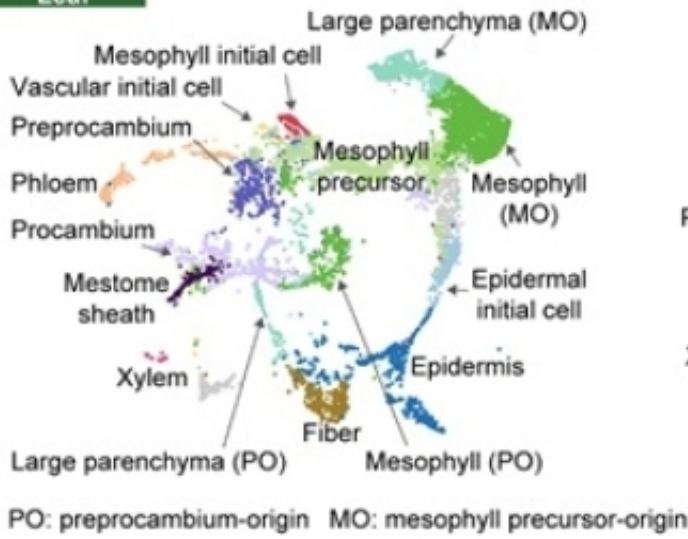 Leaf
Large parenchyma (MO)
Mesophyll initial cell
Vascular initial cell
Preprocambium
Mesophyll
precursor
Phloem
Mesophyll
(MO)
Procambium
Mestome
sheath
Epidermal
initial cell
Xylem
Epidermis
Fiber
Large parenchyma (PO)
Mesophyll (PO)
PO: preprocambium-origin MO: mesophyll precursor-origin